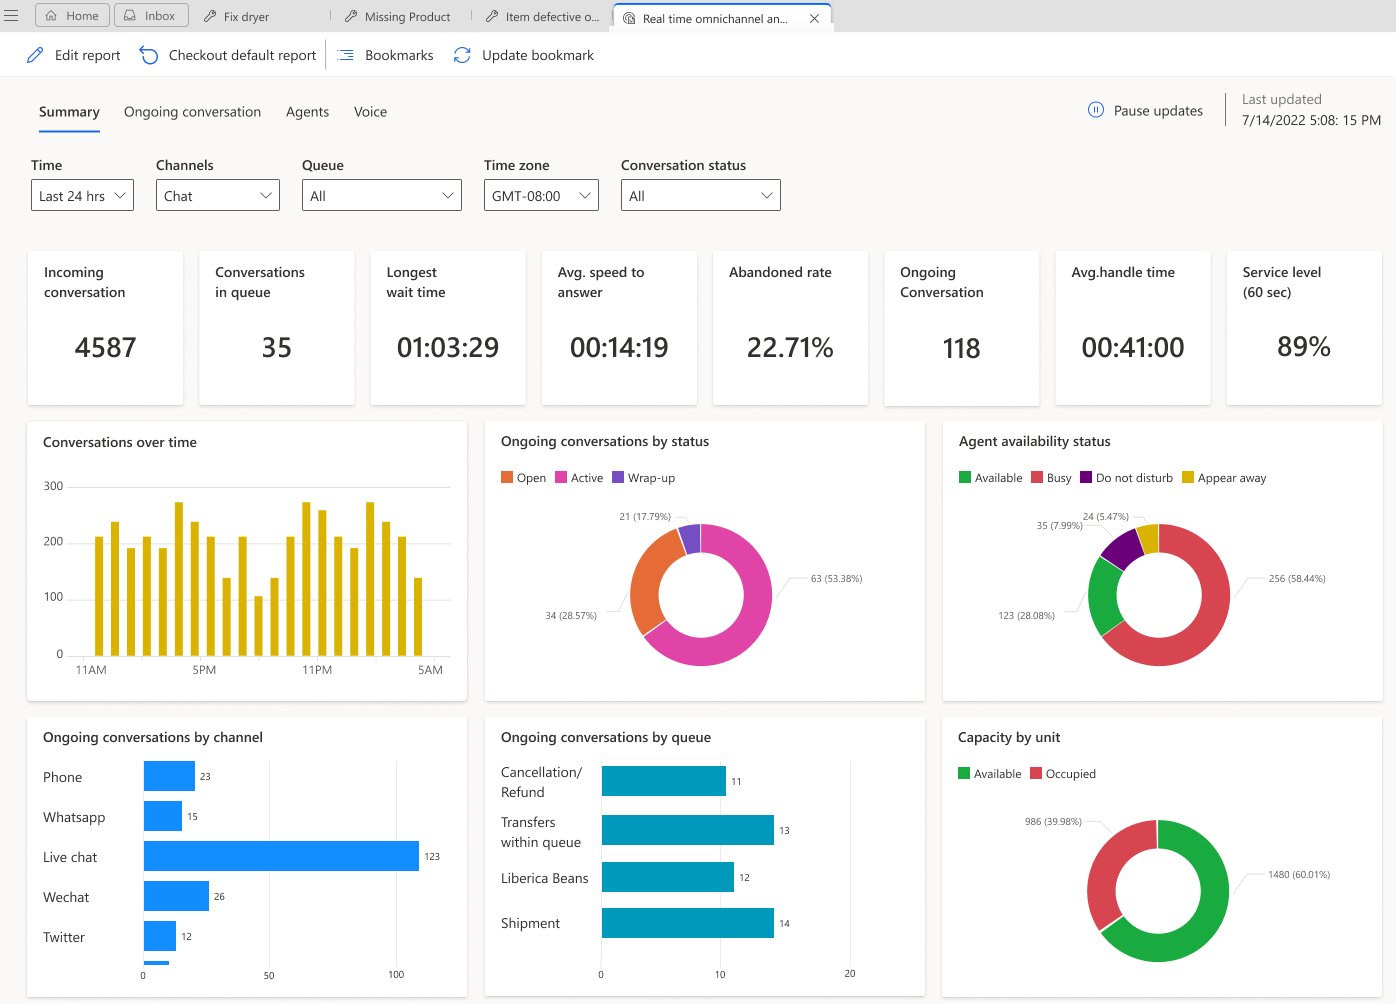 Home
Inbox
Fix dryer
Missing Product
Item defective o...
Real time omnichannel an...
Edit report
Checkout default report
Bookmarks
Update bookmark
Summary
Ongoing conversation
Agents
Voice
Pause updates
Last updated
7/14/2022 5:08: 15 PM
Time
Channels
Queue
Time zone
Conversation status
Last 24 hrs
Chat
All
GMT-08:00
All
Incoming
conversation
4587
Conversations
in queue
35
Longest
wait time
01:03:29
Avg. speed to
answer
00:14:19
Abandoned rate
22.71%
Ongoing
Conversation
118
Avg.handle time
00:41:00
Service level
(60 sec)
89%
Conversations over time
300
200
100
0
11AM
5PM
11PM
5AM
Ongoing conversations by status
Open
Active
Wrap-up
21 (17.79%)
63 (53.38%)
34 (28.57%)
Agent availability status
Available
Busy
Do not disturb
Appear away
24 (5.47%)
35 (7.99%)
256 (58.44%)
123 (28.08%)
Ongoing conversations by channel
Phone
23
Whatsapp
15
Live chat
123
Wechat
26
Twitter
12
0
50
100
Ongoing conversations by queue
Cancellation/
Refund
11
Transfers
within queue
13
Liberica Beans
12
Shipment
14
0
10
20
Capacity by unit
Available
Occupied
986 (39.98%)
1480 (60.01%)